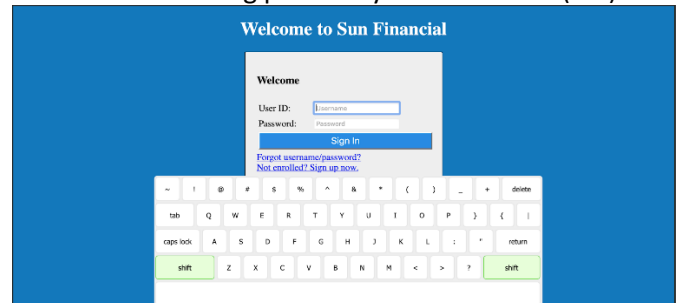 Welcome to Sun Financial
Welcome
User ID: Username
Password: Password
Sign In
Forgot username/password?
Not enrolled? Sign up now.
~ ! @ # $ % ^ & * ( ) _ + delete
tab Q W E R T Y U I O P } { |
caps lock A S D F G H J K L : " return
shift Z X C V B N M < > ? shift